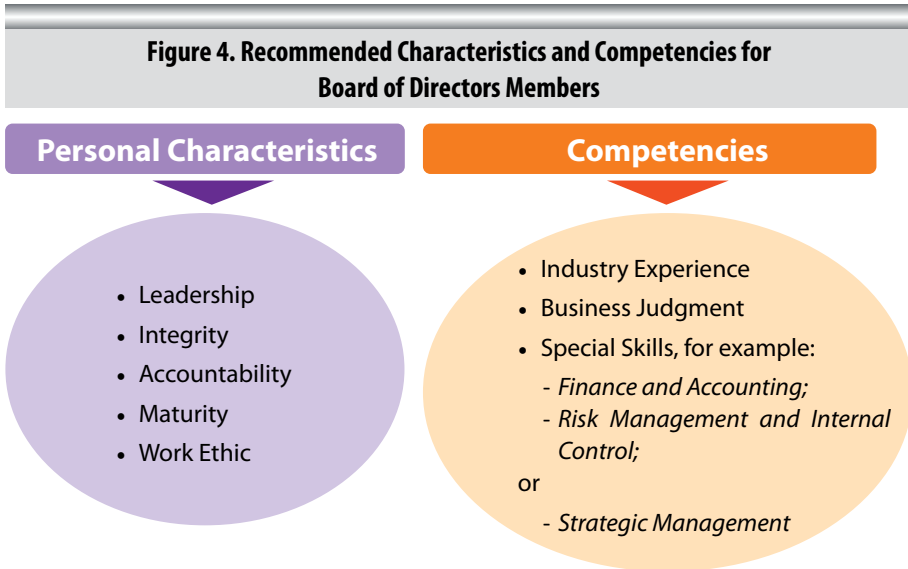 Figure 4. Recommended Characteristics and Competencies for
Board of Directors Members
Personal Characteristics
• Leadership
• Integrity
• Accountability
• Maturity
• Work Ethic
Competencies
• Industry Experience
• Business Judgment
• Special Skills, for example:
- Finance and Accounting;
- Risk Management and Internal
Control;
or
- Strategic Management